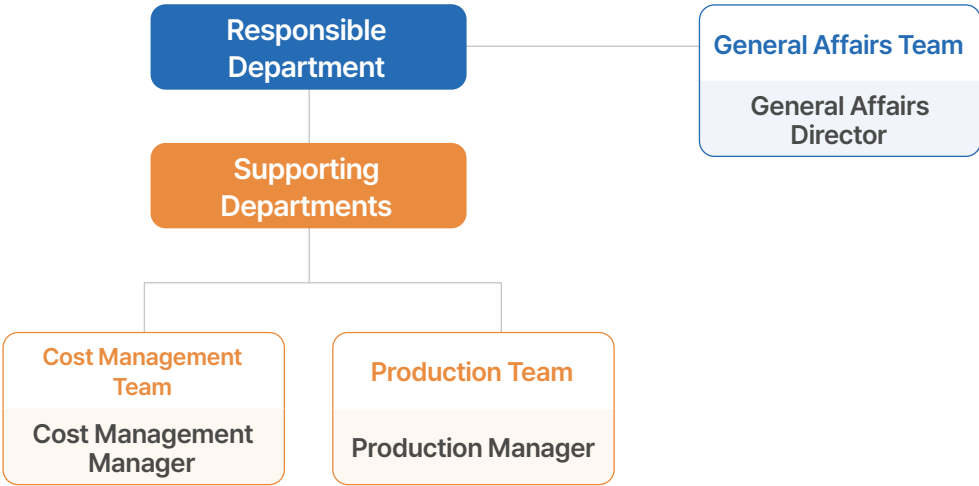 Responsible
Department
General Affairs Team
General Affairs
Director
Supporting
Departments
Cost Management
Team
Cost Management
Manager
Production Team
Production Manager